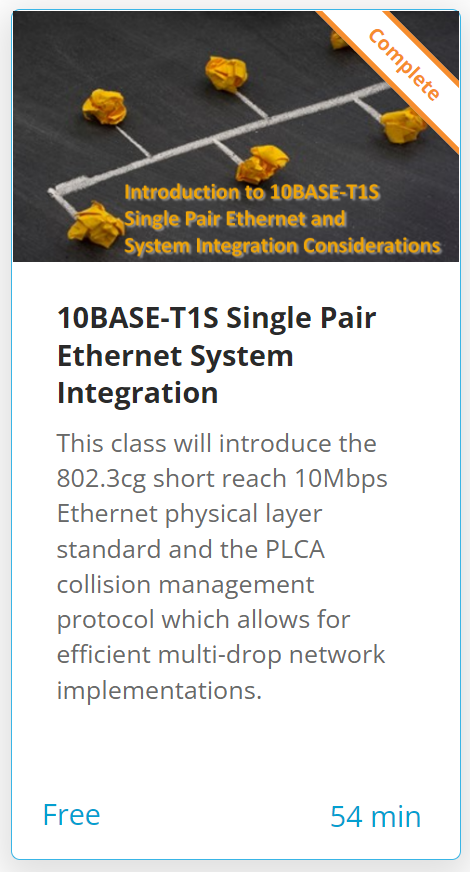 Complete
Introduction to 10BASE-T1S
Single Pair Ethernet and
System Integration Considerations
10BASE-T1S Single Pair
Ethernet System
Integration
This class will introduce the
802.3cg short reach 10Mbps
Ethernet physical layer
standard and the PLCA
collision management
protocol which allows for
efficient multi-drop network
implementations.
Free
54 min